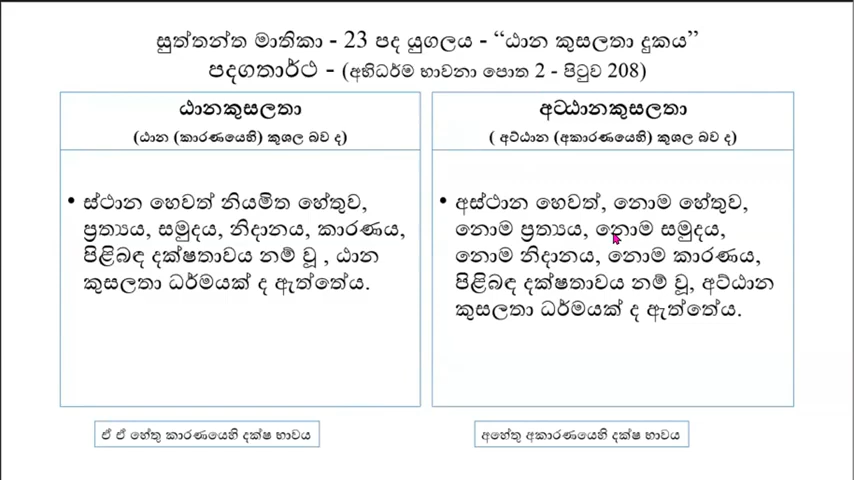 සුත්තන්ත මාතිකා - 23 පද යුගලය - “ඨාන කුසලතා දුකය”
පදගතාර්ථ - (අභිධර්ම භාවනා පොත 2 - පිටුව 208)
ඨානකුසලතා
(ඨාන (කාරණයෙහි) කුශල බව ද)
• ස්ථාන හෙවත් නියමිත හේතුව,
ප්‍රත්‍යය, සමුදය, නිදානය, කාරණය,
පිළිබඳ දක්ෂතාවය නම් වූ , ඨාන
කුසලතා ධර්මයක් ද ඇත්තේය.
ඒ ඒ හේතු කාරණයෙහි දක්ෂ භාවය
අට්ඨානකුසලතා
( අට්ඨාන (අකාරණයෙහි) කුශල බව ද)
• අස්ථාන හෙවත්, නොම හේතුව,
නොම ප්‍රත්‍යය, නොම සමුදය,
නොම නිදානය, නොම කාරණය,
පිළිබඳ දක්ෂතාවය නම් වූ, අට්ඨාන
කුසලතා ධර්මයක් ද ඇත්තේය.
අහේතු අකාරණයෙහි දක්ෂ භාවය